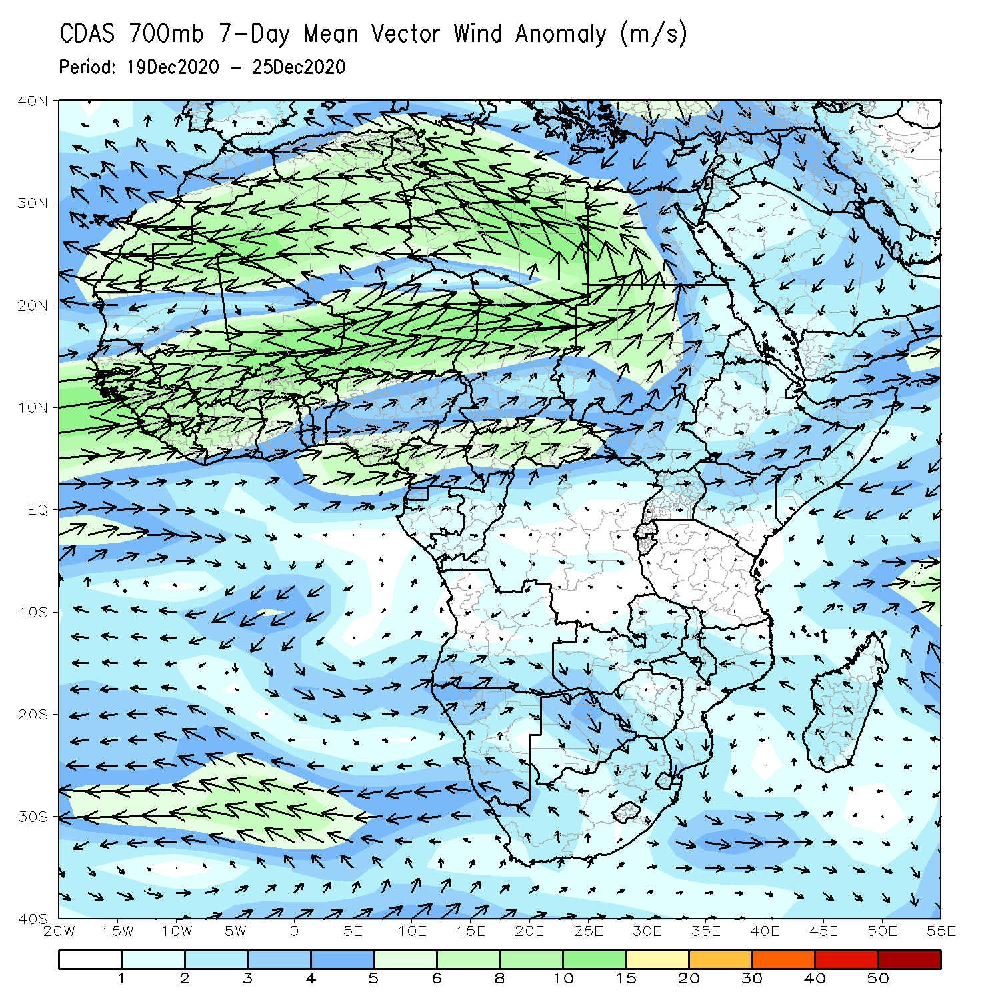 CDAS 700mb 7-Day Mean Vector Wind Anomaly (m/s)
Period: 19Dec2020 - 25Dec2020
40N
30N
20N
10N
EQ
10S
20S
30S
40S
20W 15W 10W 5W 0 5E 10E 15E 20E 25E 30E 35E 40E 45E 50E 55E
1 2 3 4 5 6 8 10 15 20 30 40 50